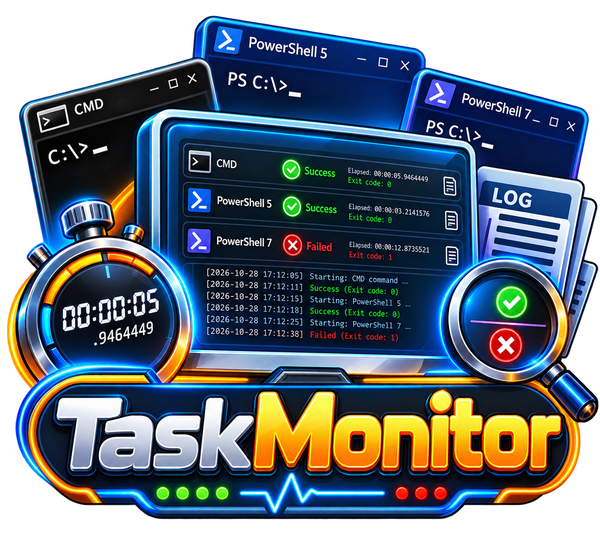 PowerShell 5
PS C:\>_
CMD
C:\>_
PowerShell 7
PS C:\>_
CMD
Success
Elapsed: 00:00:05.9464449
Exit code: 0
PowerShell 5
Success
Elapsed: 00:00:03.2141576
Exit code: 0
PowerShell 7
Failed
Elapsed: 00:00:12.8735521
Exit code: 1
[2026-10-28 17:12:05] Starting: CMD command …
[2026-10-28 17:12:11] Success (Exit code: 0)
[2026-10-28 17:12:15] Starting: PowerShell 5 …
[2026-10-28 17:12:18] Success (Exit code: 0)
[2026-10-28 17:12:25] Starting: PowerShell 7 …
[2026-10-28 17:12:38] Failed (Exit code: 1)
LOG
00:00:05
.9464449
TaskMonitor